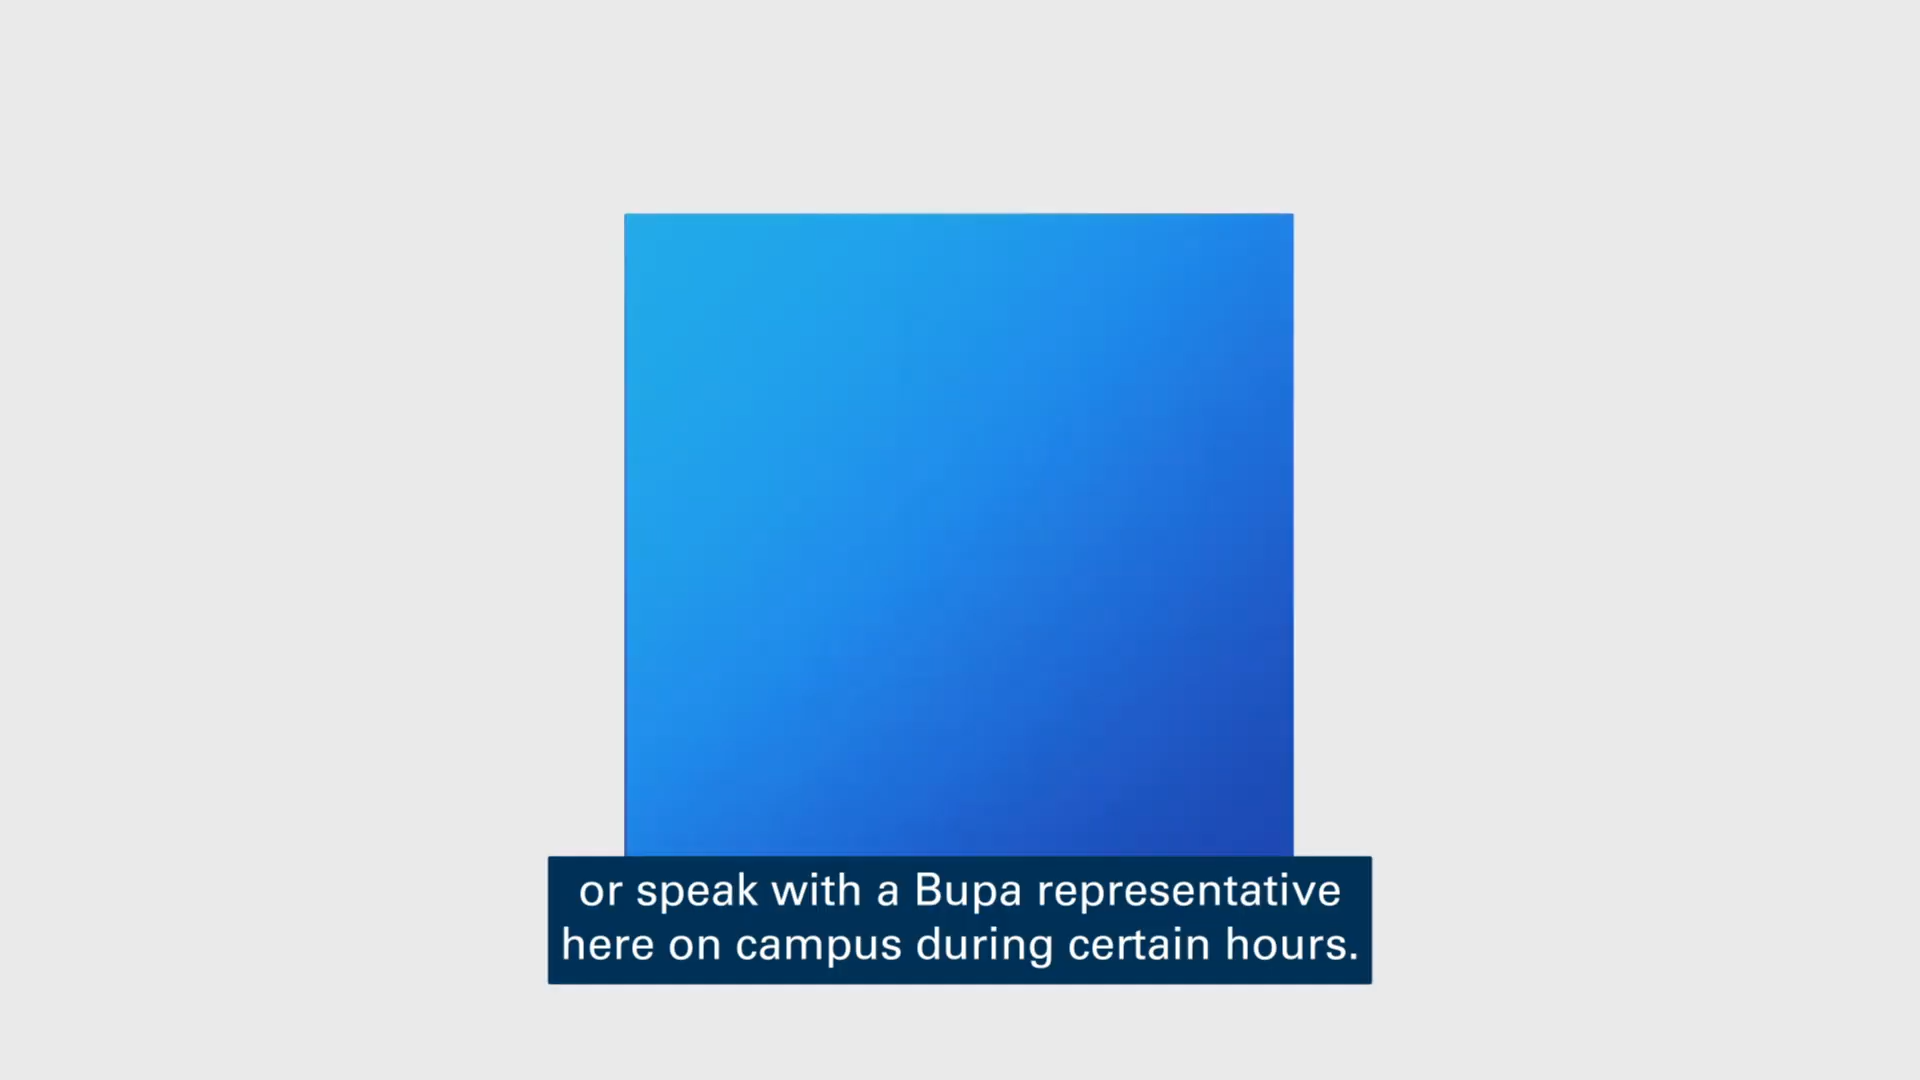 or speak with a Bupa representative
here on campus during certain hours.